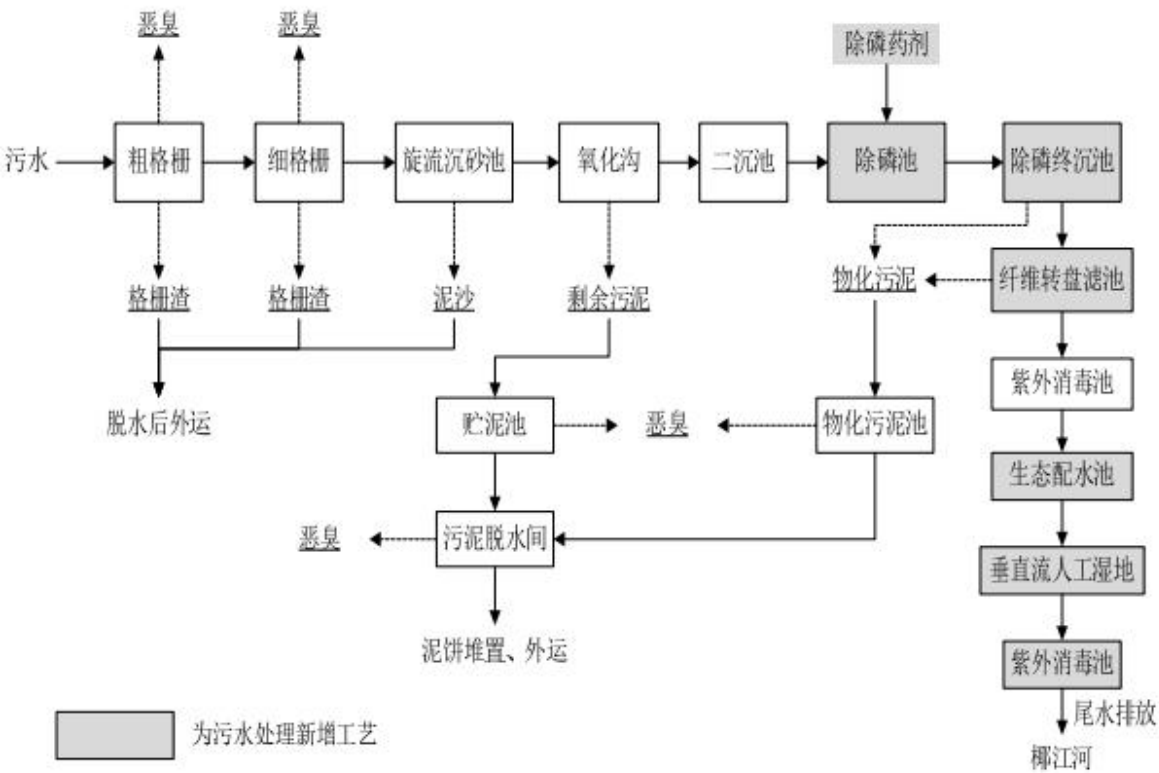 恶臭
恶臭
除磷药剂
污水
粗格栅
细格栅
旋流沉砂池
氧化沟
二沉池
除磷池
除磷终沉池
格栅渣
格栅渣
泥沙
剩余污泥
物化污泥
纤维转盘滤池
紫外消毒池
脱水后外运
贮泥池
恶臭
物化污泥池
生态配水池
恶臭
污泥脱水间
垂直流人工湿地
泥饼堆置、外运
紫外消毒池
尾水排放
为污水处理新增工艺
椰江河